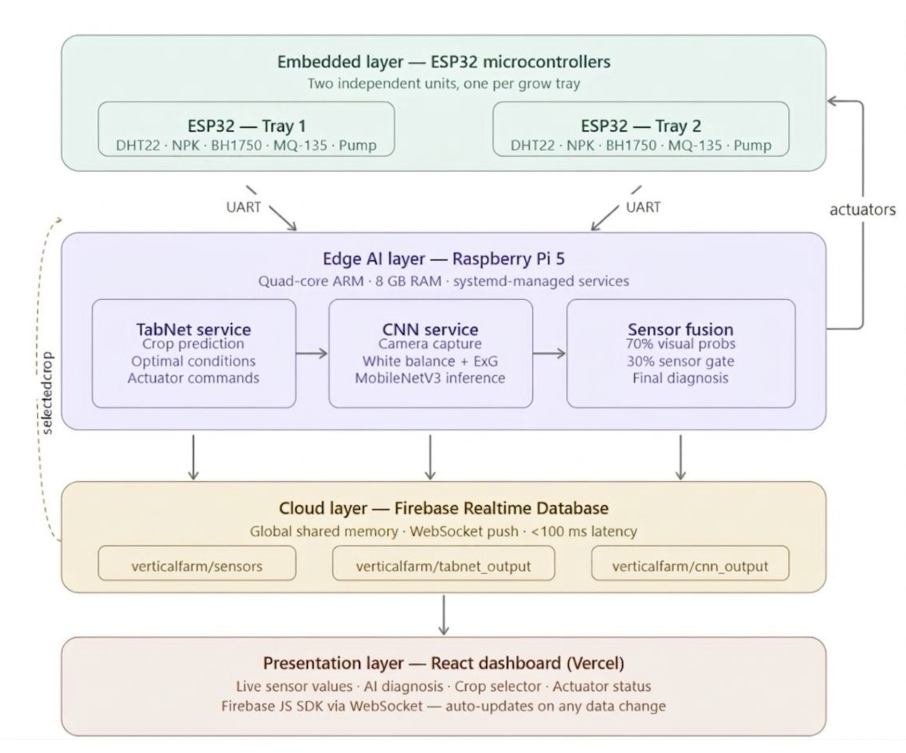 Embedded layer — ESP32 microcontrollers
Two independent units, one per grow tray
ESP32 — Tray 1
DHT22 · NPK · BH1750 · MQ-135 · Pump
ESP32 — Tray 2
DHT22 · NPK · BH1750 · MQ-135 · Pump
UART
UART
actuators
Edge AI layer — Raspberry Pi 5
Quad-core ARM · 8 GB RAM · systemd-managed services
TabNet service
Crop prediction
Optimal conditions
Actuator commands
CNN service
Camera capture
White balance + ExG
MobileNetV3 inference
Sensor fusion
70% visual probs
30% sensor gate
Final diagnosis
selectedcrop
Cloud layer — Firebase Realtime Database
Global shared memory · WebSocket push · <100 ms latency
verticalfarm/sensors
verticalfarm/tabnet_output
verticalfarm/cnn_output
Presentation layer — React dashboard (Vercel)
Live sensor values · AI diagnosis · Crop selector · Actuator status
Firebase JS SDK via WebSocket — auto-updates on any data change